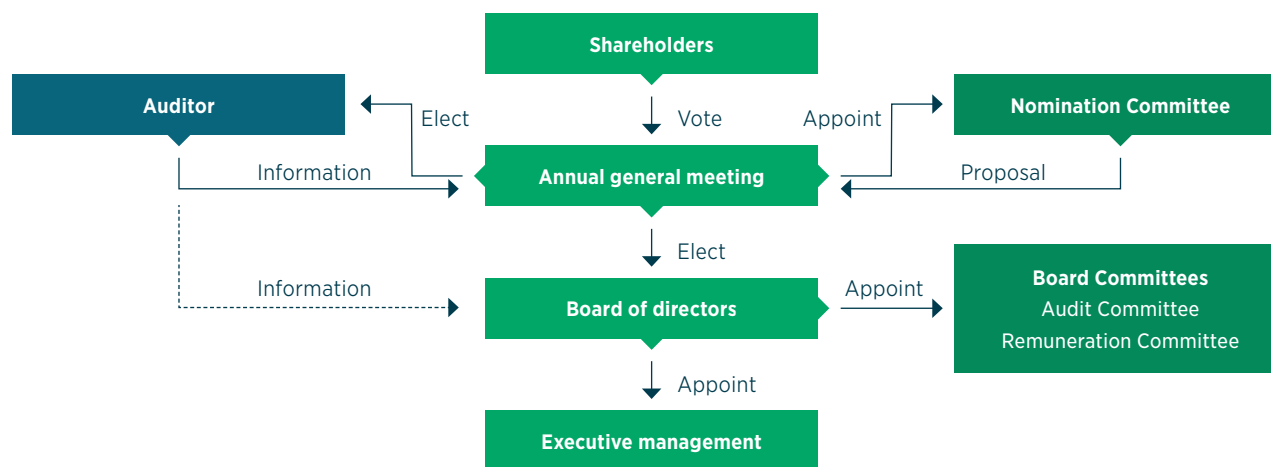 Shareholders
Auditor
Nomination Committee
Elect
Vote
Appoint
Information
Annual general meeting
Proposal
Elect
Information
Board of directors
Appoint
Board Committees
Audit Committee
Remuneration Committee
Appoint
Executive management